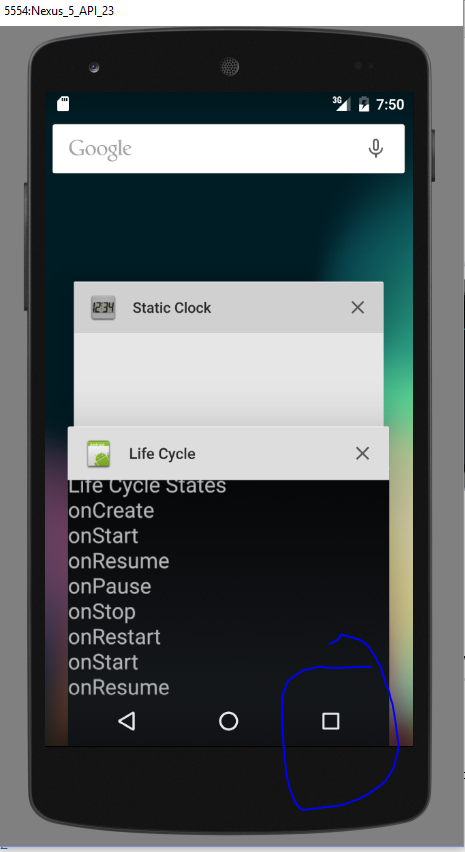 5554:Nexus_5_API_23
3G 7:50
Google
12:34 Static Clock
Life Cycle
Life Cycle States
onCreate
onStart
onResume
onPause
onStop
onRestart
onStart
onResume